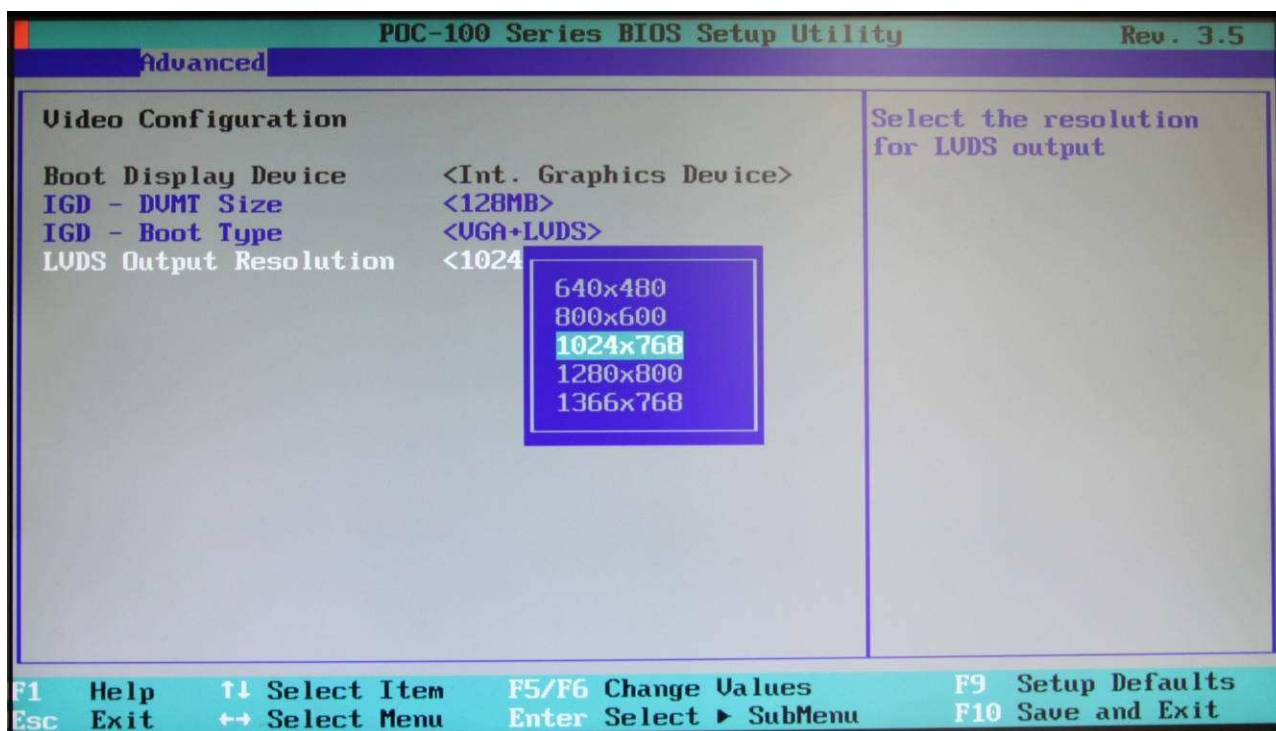 POC-100 Series BIOS Setup Utility Rev. 3.5
Advanced
Video Configuration
Boot Display Device <Int. Graphics Device>
IGD - DVMT Size <128MB>
IGD - Boot Type <VGA+LVDS>
LVDS Output Resolution <1024
640x480
800x600
1024x768
1280x800
1366x768
Select the resolution
for LVDS output
F1 Help ↑↓ Select Item F5/F6 Change Values F9 Setup Defaults
Esc Exit ←→ Select Menu Enter Select ► SubMenu F10 Save and Exit